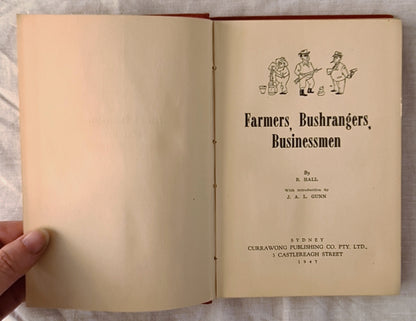 Farmers, Bushrangers,
Businessmen
By
R. HALL
With introduction by
J. A. L. GUNN
SYDNEY
CURRAWONG PUBLISHING CO. PTY. LTD.,
3 CASTLEREAGH STREET
1947